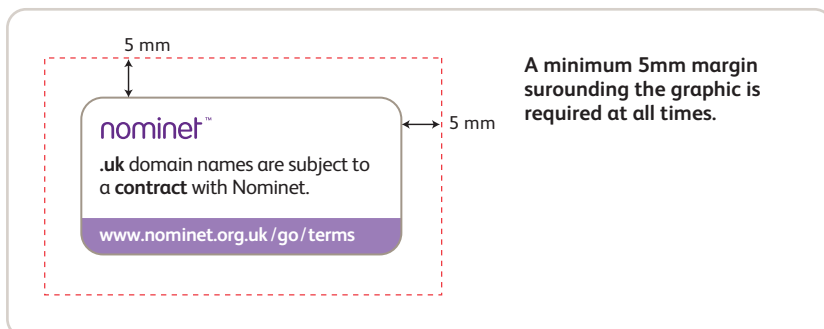 5 mm
A minimum 5mm margin
surounding the graphic is
required at all times.
5 mm
nominet™
.uk domain names are subject to
a contract with Nominet.
www.nominet.org.uk/go/terms